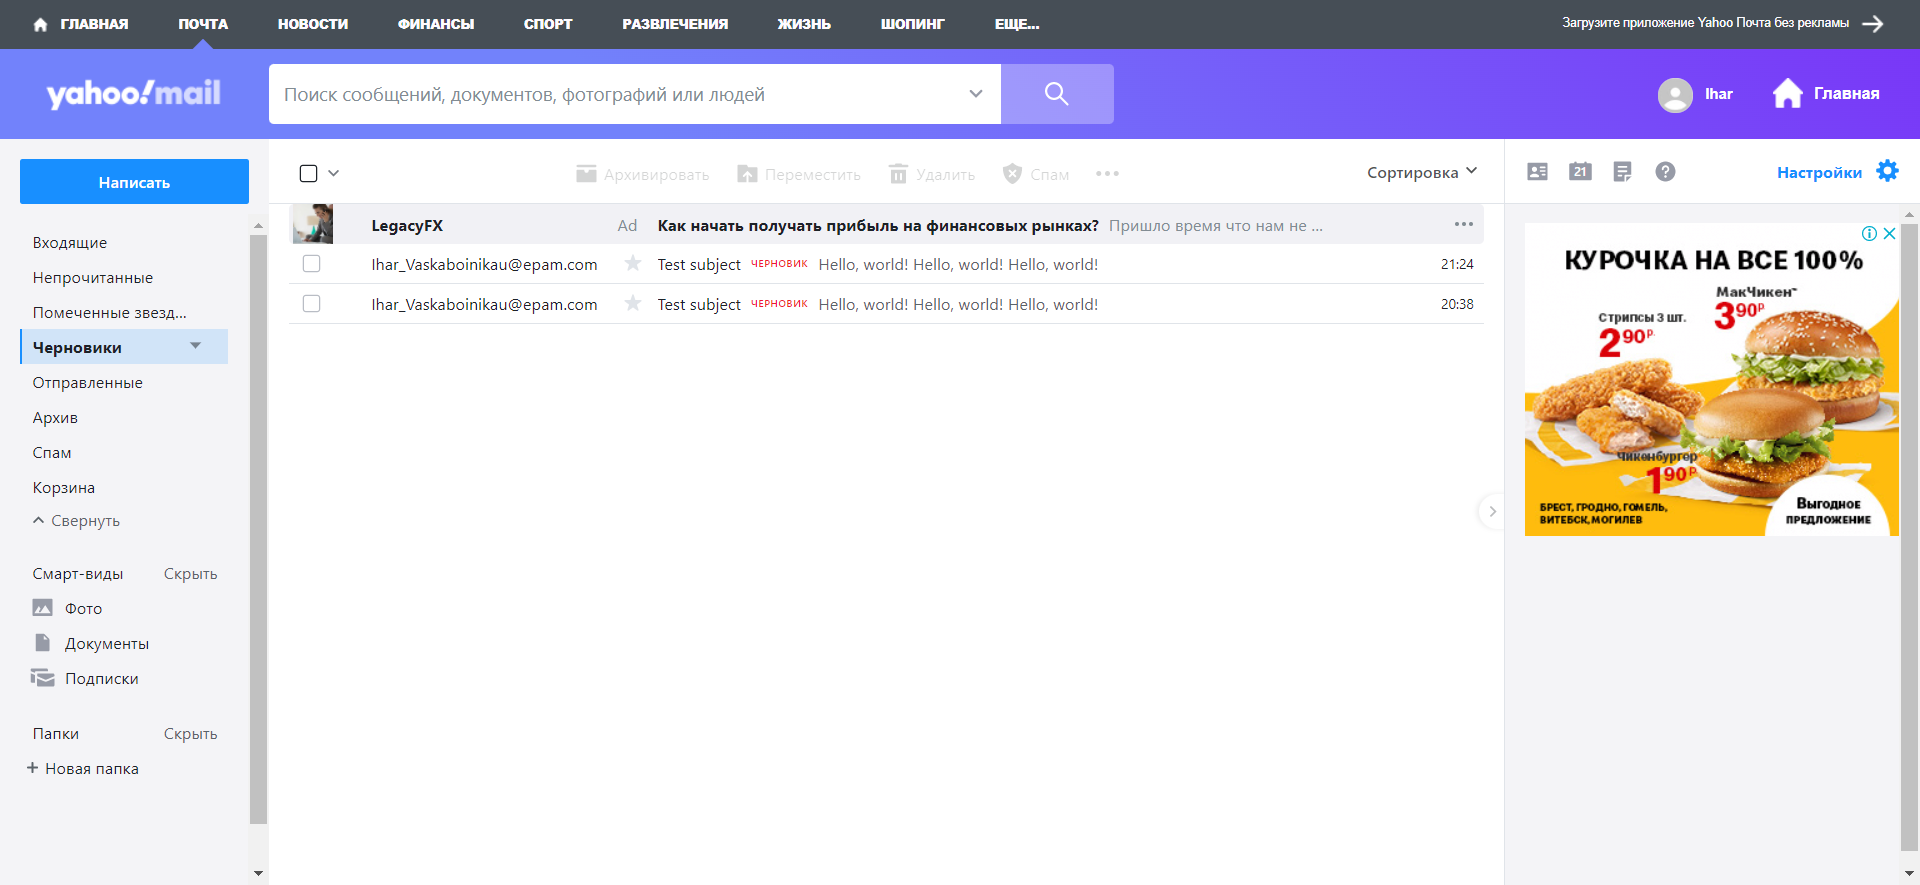 ГЛАВНАЯ ПОЧТА НОВОСТИ ФИНАНСЫ СПОРТ РАЗВЛЕЧЕНИЯ ЖИЗНЬ ШОПИНГ ЕЩЕ... Загрузите приложение Yahoo Почта без рекламы
yahoo!mail Поиск сообщений, документов, фотографий или людей Ihar Главная
Написать
Архивировать Переместить Удалить Спам Сортировка 21 Настройки
Входящие
Непрочитанные
Помеченные звезд...
Черновики
Отправленные
Архив
Спам
Корзина
Свернуть
Смарт-виды Скрыть
Фото
Документы
Подписки
Папки Скрыть
+ Новая папка
LegacyFX Ad Как начать получать прибыль на финансовых рынках? Пришло время что нам не ...
Ihar_Vaskaboinikau@epam.com Test subject ЧЕРНОВИК Hello, world! Hello, world! Hello, world! 21:24
Ihar_Vaskaboinikau@epam.com Test subject ЧЕРНОВИК Hello, world! Hello, world! Hello, world! 20:38
КУРОЧКА НА ВСЕ 100%
МакЧикен™
3 90р.
Стрипсы 3 шт.
2 90р.
Чикенбургер
1 90р.
БРЕСТ, ГРОДНО, ГОМЕЛЬ,
ВИТЕБСК, МОГИЛЕВ
Выгодное
ПРЕДЛОЖЕНИЕ